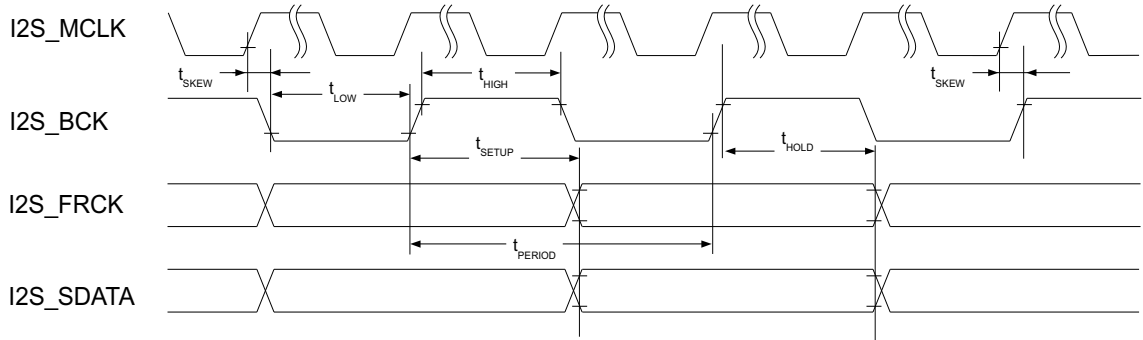 I2S_MCLK
tSKEW
tLOW
tHIGH
tSKEW
I2S_BCK
tSETUP
tHOLD
I2S_FRCK
tPERIOD
I2S_SDATA